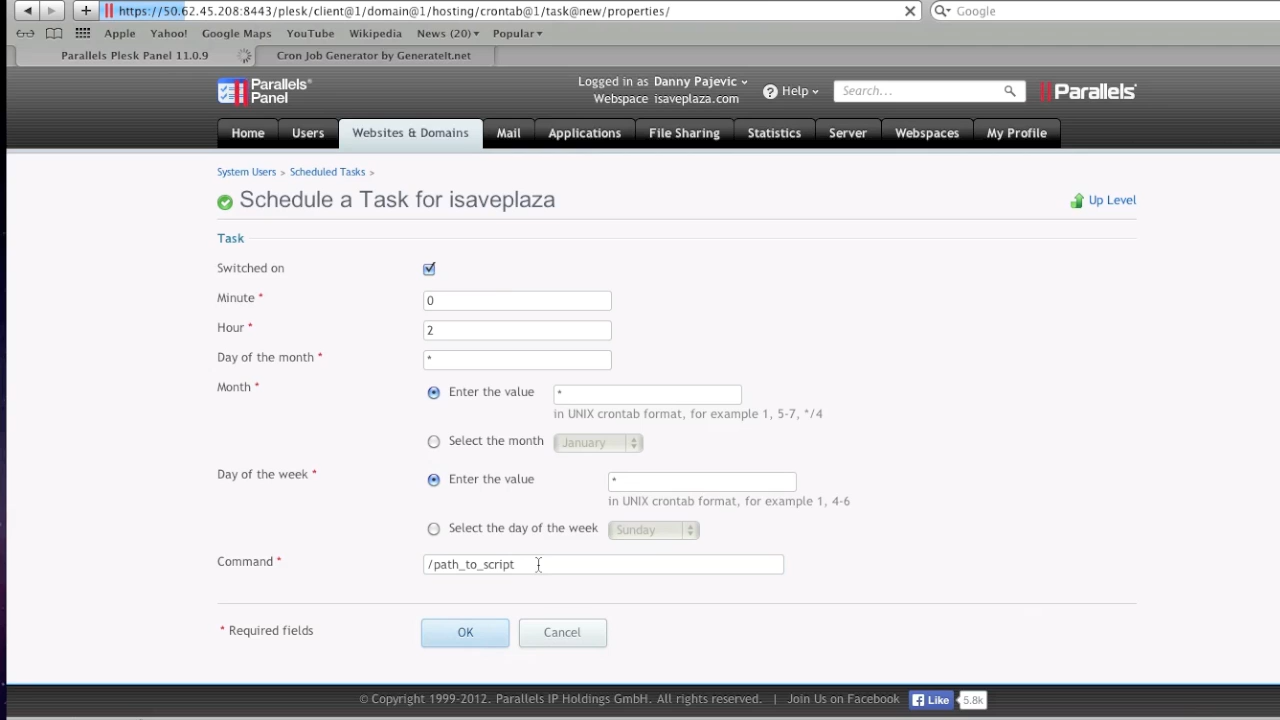 https://50.62.45.208:8443/plesk/client@1/domain@1/hosting/crontab@1/task@new/properties/
Google
Apple Yahoo! Google Maps YouTube Wikipedia News (20) Popular
Parallels Plesk Panel 11.0.9 Cron Job Generator by GenerateIt.net
Parallels® Panel
Logged in as Danny Pajevic Help Search... Parallels®
Webspace isaveplaza.com
Home Users Websites & Domains Mail Applications File Sharing Statistics Server Webspaces My Profile
System Users > Scheduled Tasks >
Schedule a Task for isaveplaza Up Level
Task
Switched on
Minute * 0
Hour * 2
Day of the month * *
Month * Enter the value *
in UNIX crontab format, for example 1, 5-7, */4
Select the month January
Day of the week * Enter the value *
in UNIX crontab format, for example 1, 4-6
Select the day of the week Sunday
Command * /path_to_script
* Required fields OK Cancel
© Copyright 1999-2012. Parallels IP Holdings GmbH. All rights reserved. | Join Us on Facebook Like 5.8k